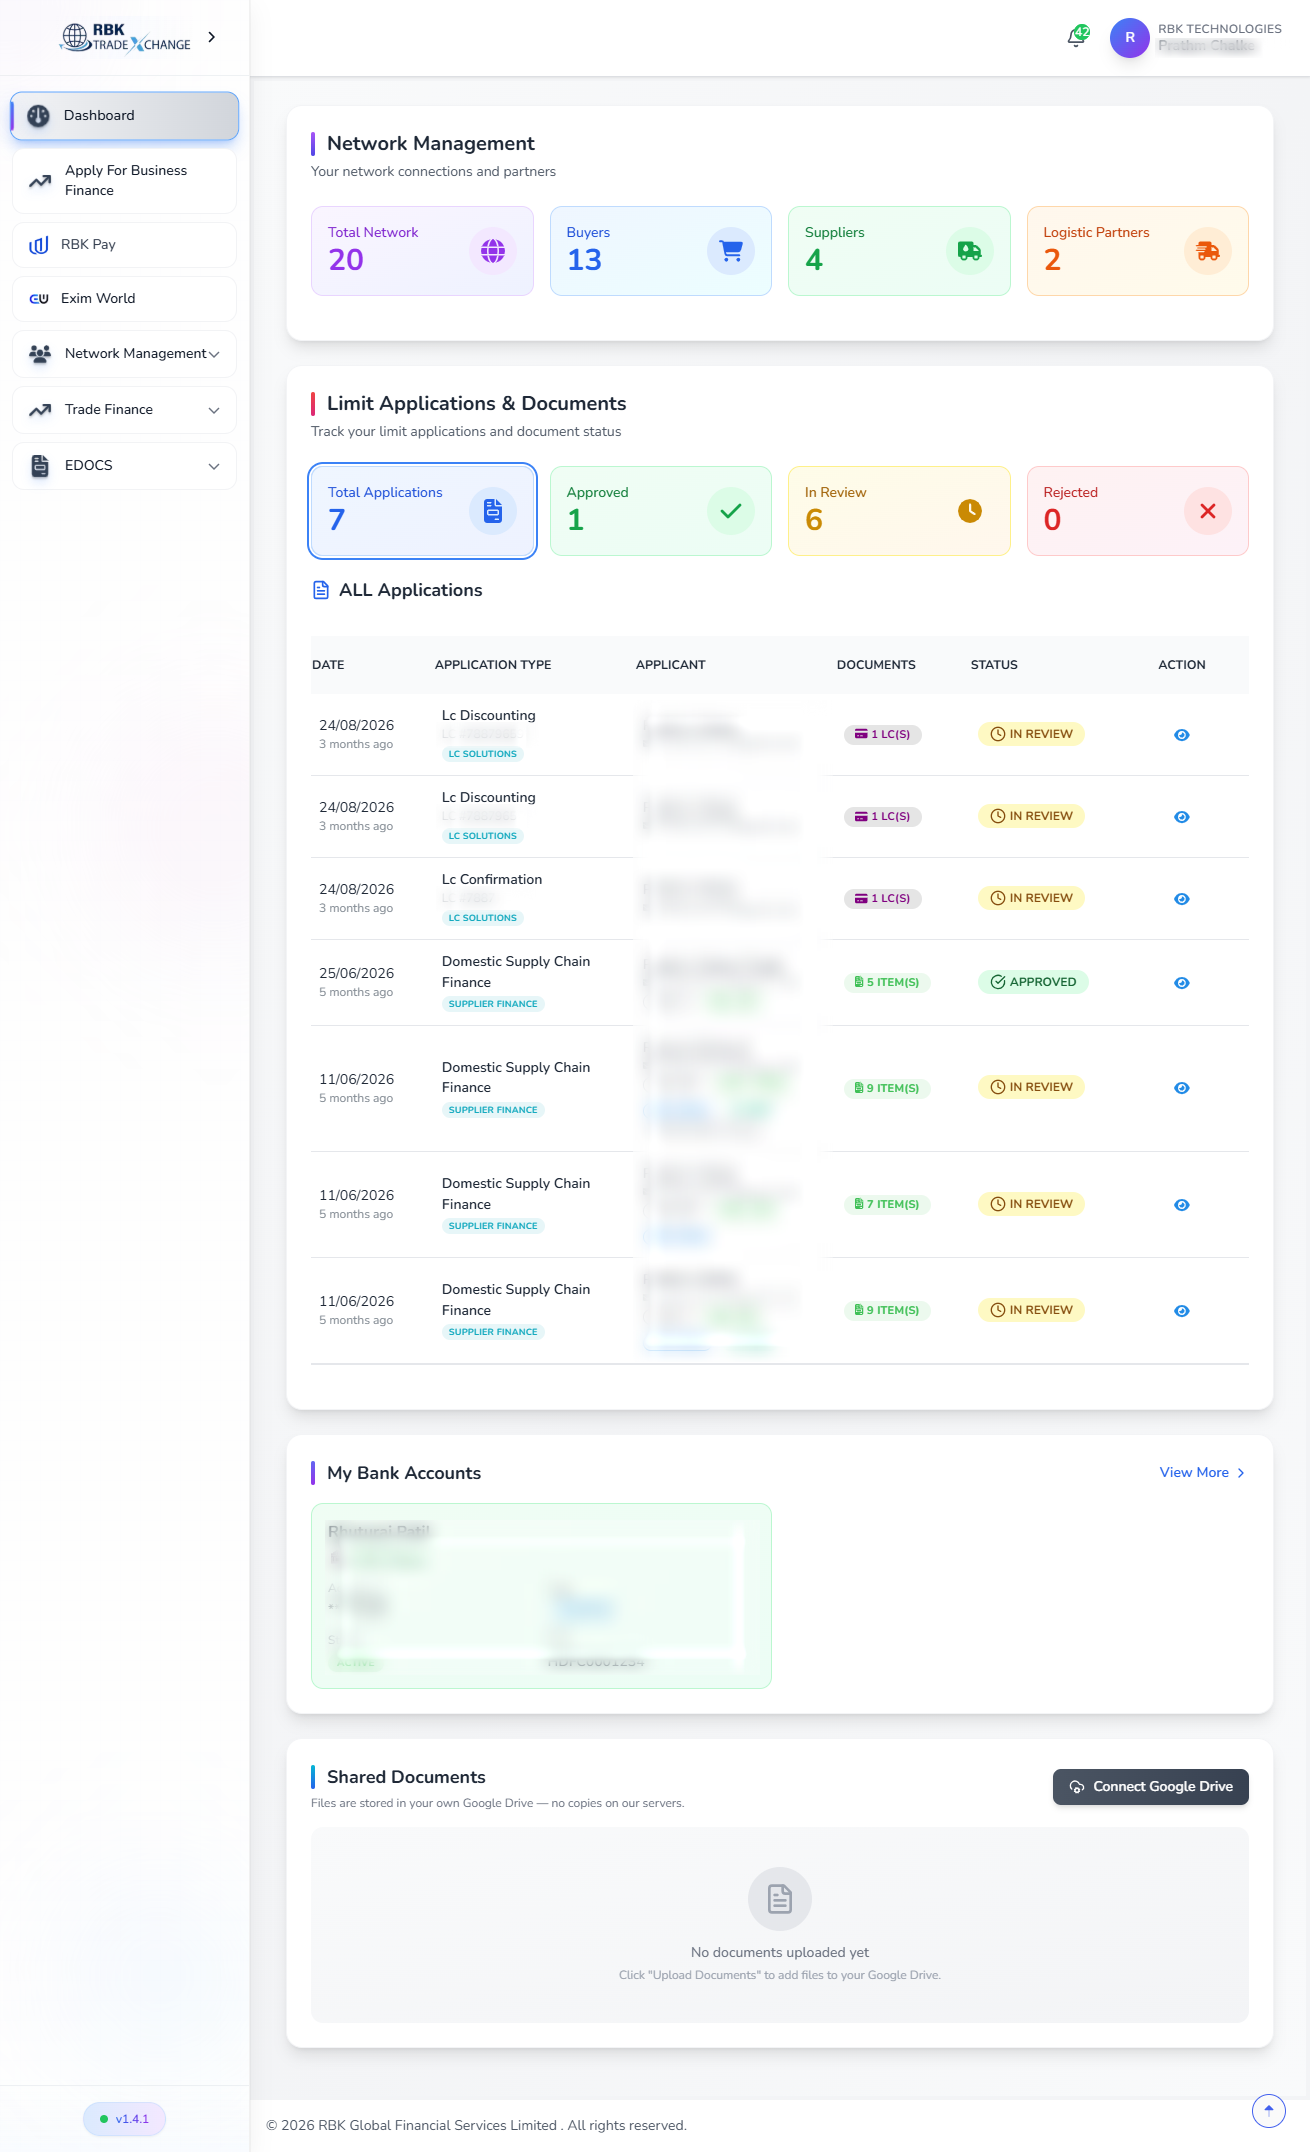 RBK
TRADE XCHANGE
42
R
RBK TECHNOLOGIES
Dashboard
Apply For Business
Finance
RBK Pay
Exim World
Network Management
Trade Finance
EDOCS
Network Management
Your network connections and partners
Total Network
20
Buyers
13
Suppliers
4
Logistic Partners
2
Limit Applications & Documents
Track your limit applications and document status
Total Applications
7
Approved
1
In Review
6
Rejected
0
ALL Applications
DATE APPLICATION TYPE APPLICANT DOCUMENTS STATUS ACTION
24/08/2026
3 months ago
Lc Discounting
LC SOLUTIONS
1 LC(S)
IN REVIEW
24/08/2026
3 months ago
Lc Discounting
LC SOLUTIONS
1 LC(S)
IN REVIEW
24/08/2026
3 months ago
Lc Confirmation
LC SOLUTIONS
1 LC(S)
IN REVIEW
25/06/2026
5 months ago
Domestic Supply Chain
Finance
SUPPLIER FINANCE
5 ITEM(S)
APPROVED
11/06/2026
5 months ago
Domestic Supply Chain
Finance
SUPPLIER FINANCE
9 ITEM(S)
IN REVIEW
11/06/2026
5 months ago
Domestic Supply Chain
Finance
SUPPLIER FINANCE
7 ITEM(S)
IN REVIEW
11/06/2026
5 months ago
Domestic Supply Chain
Finance
SUPPLIER FINANCE
9 ITEM(S)
IN REVIEW
My Bank Accounts
View More
Shared Documents
Files are stored in your own Google Drive — no copies on our servers.
Connect Google Drive
No documents uploaded yet
Click "Upload Documents" to add files to your Google Drive.
v1.4.1
© 2026 RBK Global Financial Services Limited . All rights reserved.